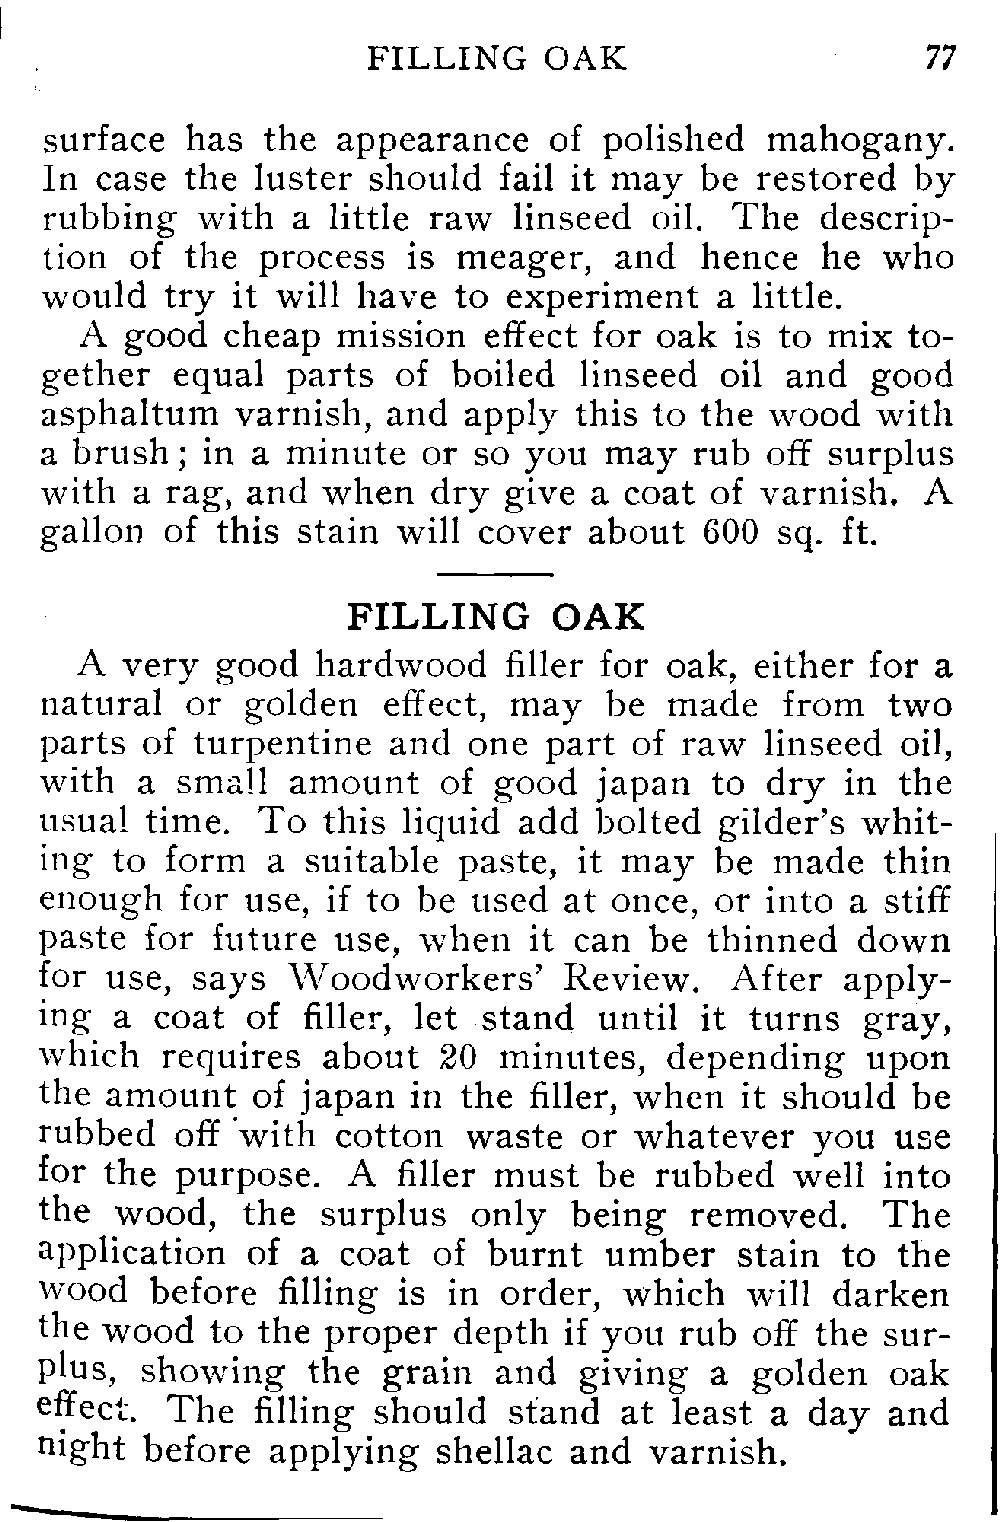 FILLING OAK 77
surface has the appearance of polished mahogany.
In case the luster should fail it may be restored by
rubbing with a little raw linseed oil. The descrip-
tion of the process is meager, and hence he who
would try it will have to experiment a little.
A good cheap mission effect for oak is to mix to-
gether equal parts of boiled linseed oil and good
asphaltum varnish, and apply this to the wood with
a brush; in a minute or so you may rub off surplus
with a rag, and when dry give a coat of varnish. A
gallon of this stain will cover about 600 sq. ft.
FILLING OAK
A very good hardwood filler for oak, either for a
natural or golden effect, may be made from two
parts of turpentine and one part of raw linseed oil,
with a small amount of good japan to dry in the
usual time. To this liquid add bolted gilder's whit-
ing to form a suitable paste, it may be made thin
enough for use, if to be used at once, or into a stiff
paste for future use, when it can be thinned down
for use, says Woodworkers' Review. After apply-
ing a coat of filler, let stand until it turns gray,
which requires about 20 minutes, depending upon
the amount of japan in the filler, when it should be
rubbed off with cotton waste or whatever you use
for the purpose. A filler must be rubbed well into
the wood, the surplus only being removed. The
application of a coat of burnt umber stain to the
wood before filling is in order, which will darken
the wood to the proper depth if you rub off the sur-
plus, showing the grain and giving a golden oak
effect. The filling should stand at least a day and
night before applying shellac and varnish.